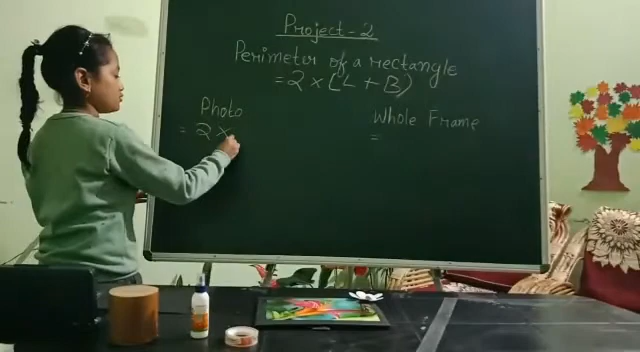 Project-2
Perimeter of a rectangle
= 2 × (L + B)
Photo
= 2 ×
Whole Frame
=